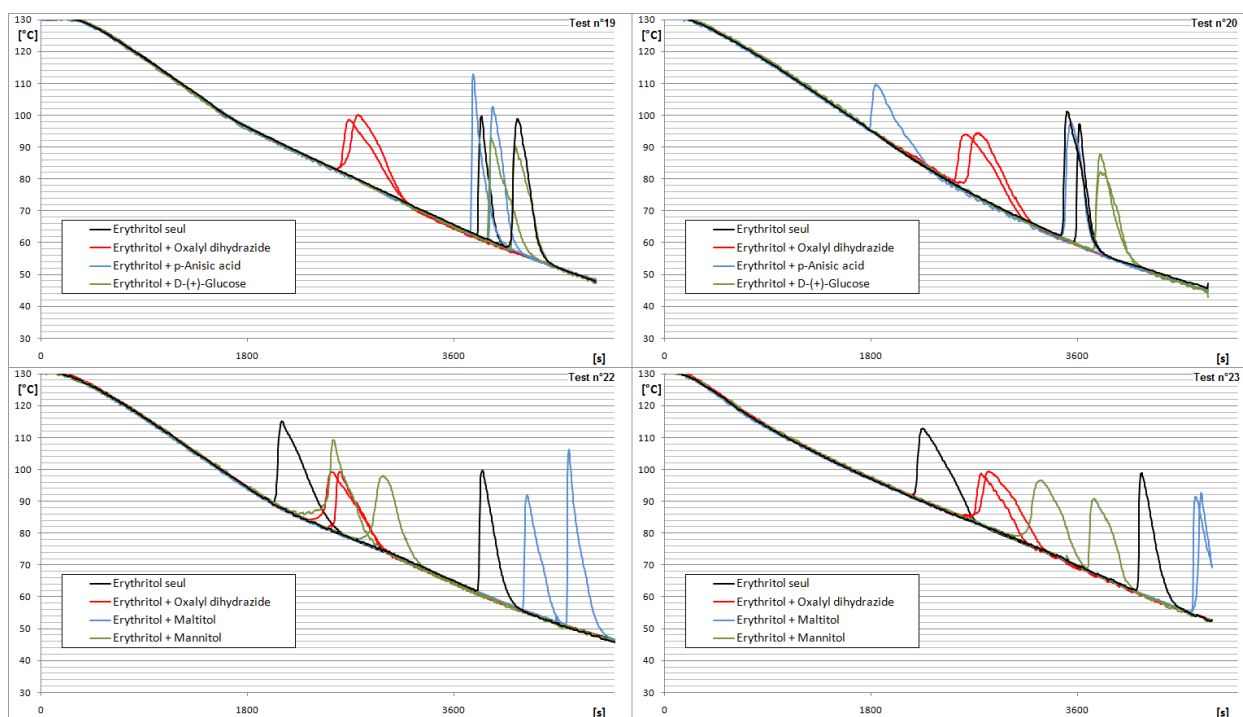 130
Test n°19
[°C]
120
110
100
90
80
70
60
50
40
30
Erythritol seul
Erythritol + Oxalyl dihydrazide
Erythritol + p-Anisic acid
Erythritol + D-(+)-Glucose
0
1800
3600
[s]
130
Test n°20
[°C]
120
110
100
90
80
70
60
50
40
30
Erythritol seul
Erythritol + Oxalyl dihydrazide
Erythritol + p-Anisic acid
Erythritol + D-(+)-Glucose
0
1800
3600
[s]
130
Test n°22
[°C]
120
110
100
90
80
70
60
50
40
30
Erythritol seul
Erythritol + Oxalyl dihydrazide
Erythritol + Maltitol
Erythritol + Mannitol
0
1800
3600
[s]
130
Test n°23
[°C]
120
110
100
90
80
70
60
50
40
30
Erythritol seul
Erythritol + Oxalyl dihydrazide
Erythritol + Maltitol
Erythritol + Mannitol
0
1800
3600
[s]